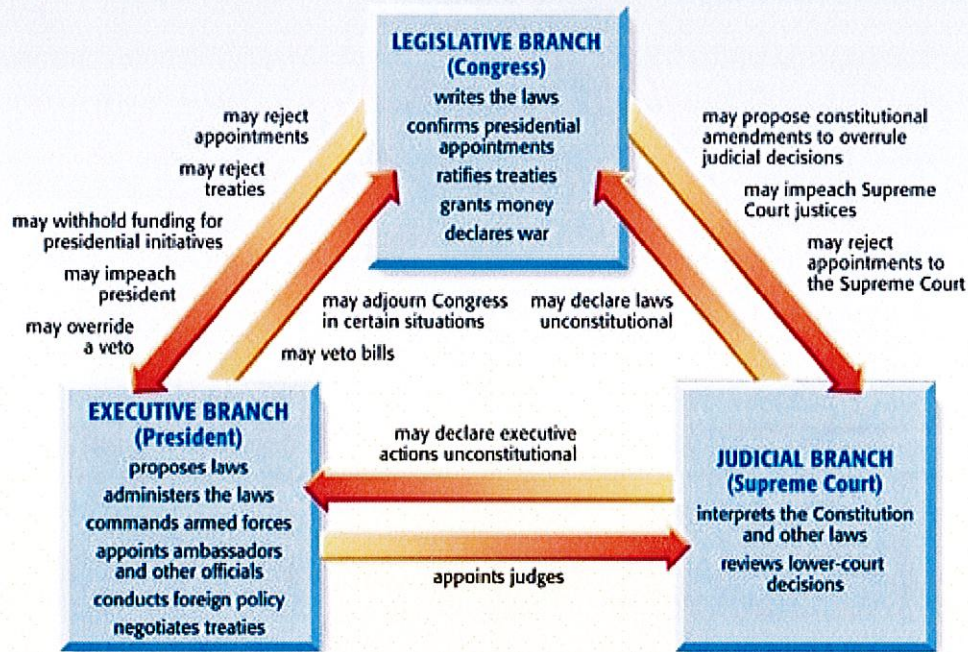 LEGISLATIVE BRANCH
(Congress)
writes the laws
confirms presidential
appointments
ratifies treaties
grants money
declares war
may reject
appointments
may reject
treaties
may withhold funding for
presidential initiatives
may impeach
president
may override
a veto
may adjourn Congress
in certain situations
may veto bills
may declare laws
unconstitutional
may propose constitutional
amendments to overrule
judicial decisions
may impeach Supreme
Court justices
may reject
appointments to
the Supreme Court
EXECUTIVE BRANCH
(President)
proposes laws
administers the laws
commands armed forces
appoints ambassadors
and other officials
conducts foreign policy
negotiates treaties
may declare executive
actions unconstitutional
appoints judges
JUDICIAL BRANCH
(Supreme Court)
interprets the Constitution
and other laws
reviews lower-court
decisions